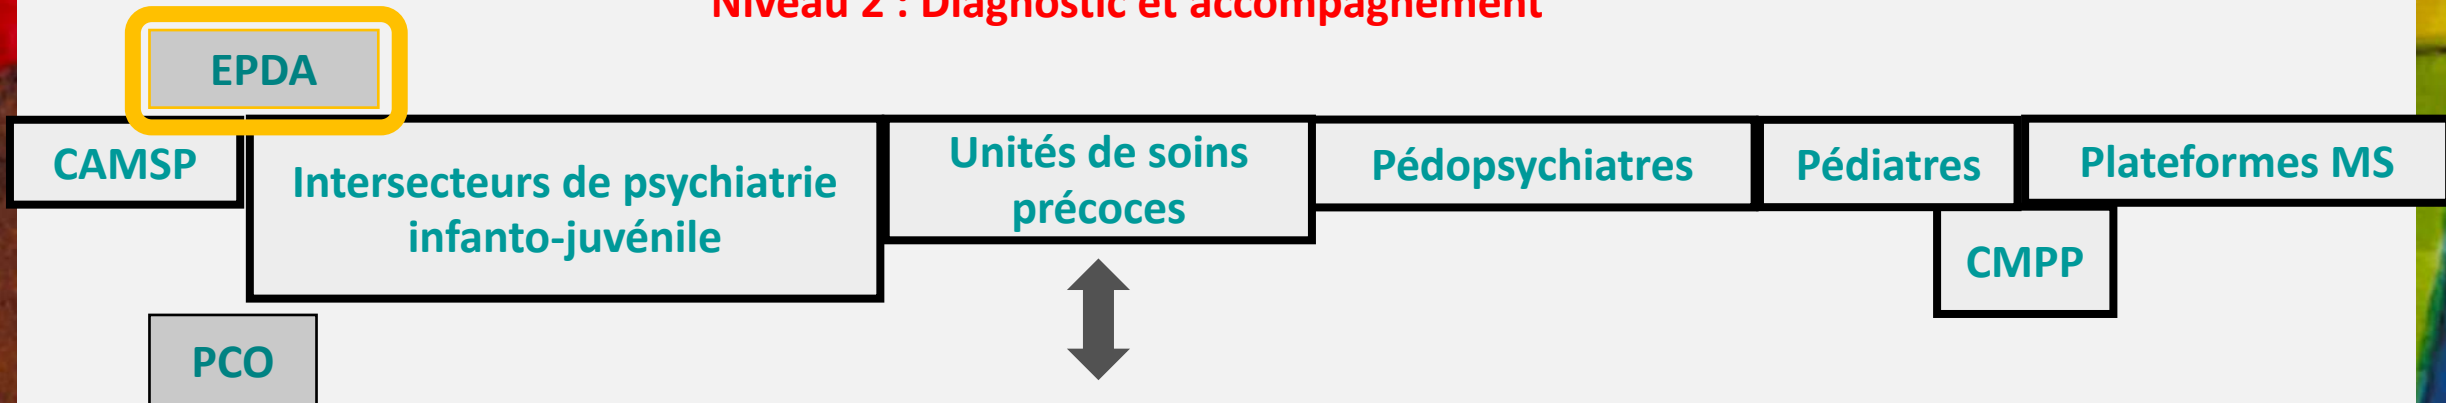 Niveau 2 : Diagnostic et accompagnement
EPDA
CAMSP
Intersecteurs de psychiatrie
infanto-juvénile
Unités de soins
précoces
Pédopsychiatres
Pédiatres
Plateformes MS
CMPP
PCO